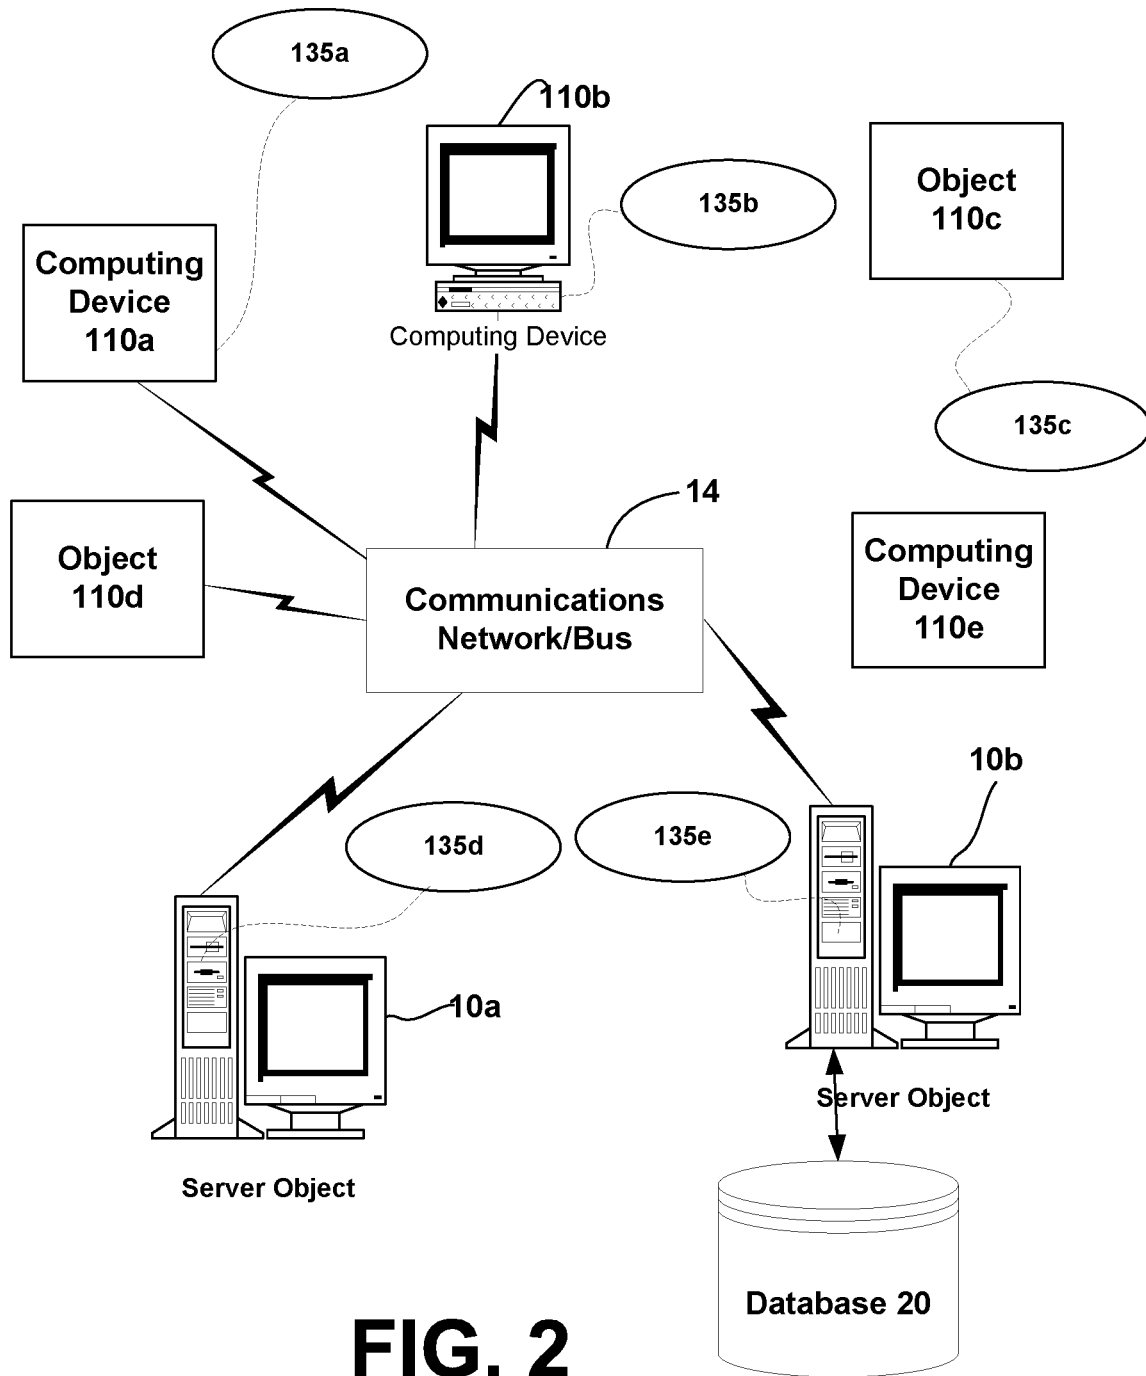 135a
110b
135b
Object
110c
Computing
Device
110a
Computing Device
135c
14
Object
110d
Communications
Network/Bus
Computing
Device
110e
10b
135d
135e
10a
Server Object
Server Object
Database 20
FIG. 2